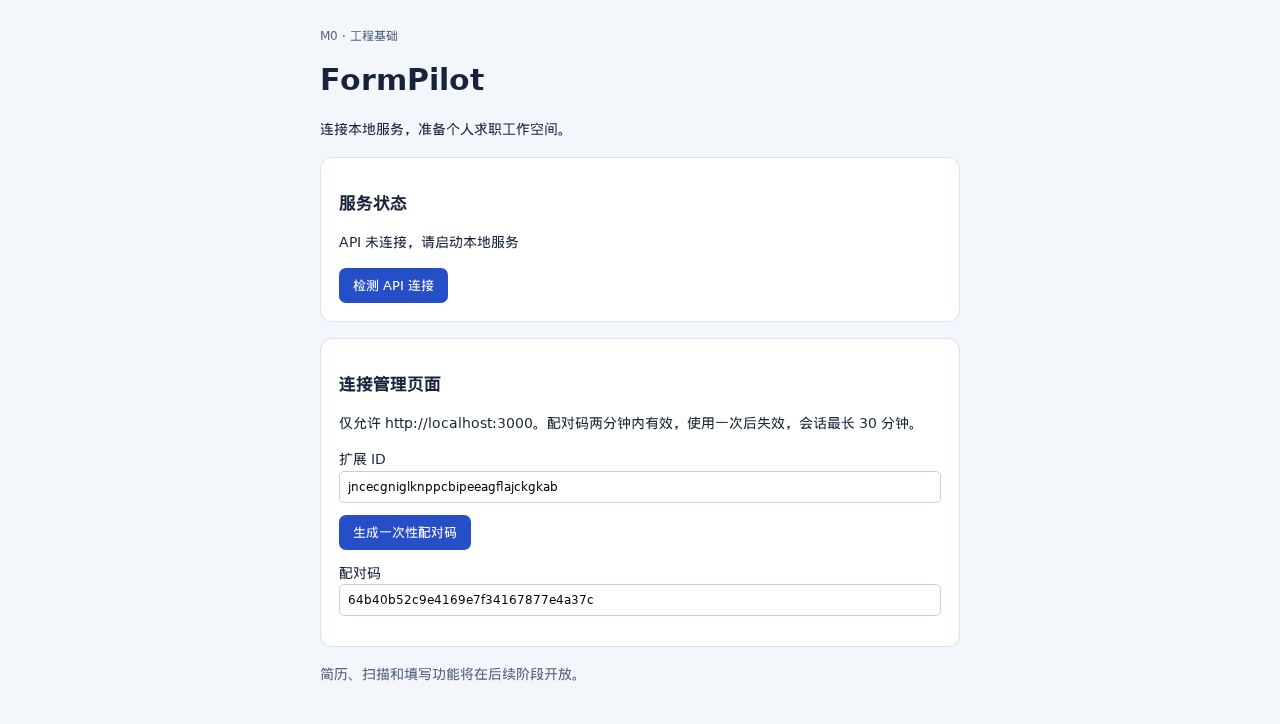 M0 · 工程基础
FormPilot
连接本地服务，准备个人求职工作空间。
服务状态
API 未连接，请启动本地服务
检测 API 连接
连接管理页面
仅允许 http://localhost:3000。配对码两分钟内有效，使用一次后失效，会话最长 30 分钟。
扩展 ID
jncecgniglknppcbipeeagflajckgkab
生成一次性配对码
配对码
64b40b52c9e4169e7f34167877e4a37c
简历、扫描和填写功能将在后续阶段开放。